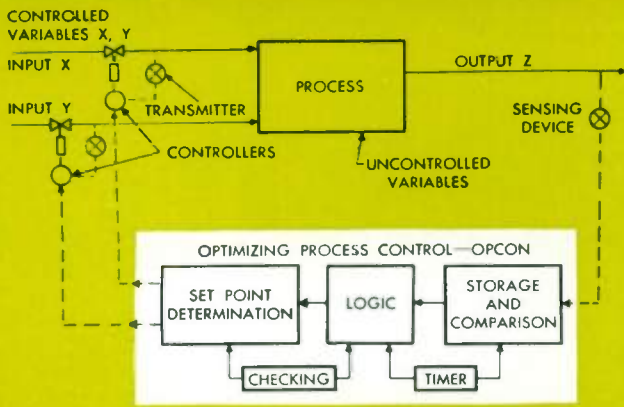 CONTROLLED
VARIABLES X, Y
INPUT X
INPUT Y
TRANSMITTER
CONTROLLERS
PROCESS
OUTPUT Z
SENSING
DEVICE
UNCONTROLLED
VARIABLES
OPTIMIZING PROCESS CONTROL—OPCON
SET POINT
DETERMINATION
LOGIC
STORAGE
AND
COMPARISON
CHECKING
TIMER